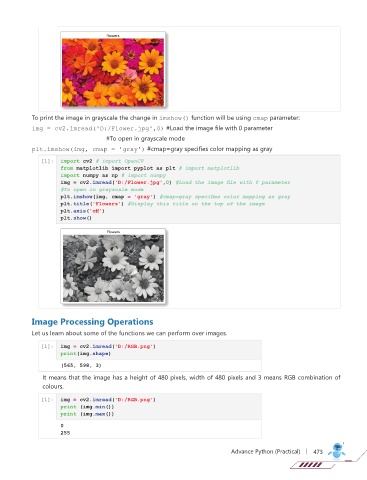 Flowers
To print the image in grayscale the change in imshow() function will be using cmap parameter:
img = cv2.imread('D:/Flower.jpg',0) #Load the image file with 0 parameter
#To open in grayscale mode
plt.imshow(img, cmap = 'gray') #cmap=gray specifies color mapping as gray
[1]: import cv2 # import OpenCV
from matplotlib import pyplot as plt # import matplotlib
import numpy as np # import numpy
img = cv2.imread('D:/Flower.jpg',0) #Load the image file with 0 parameter
#To open in grayscale mode
plt.imshow(img, cmap = 'gray') #cmap=gray specifies color mapping as gray
plt.title('Flowers') #Display this title on the top of the image
plt.axis('off')
plt.show()
Flowers
Image Processing Operations
Let us learn about some of the functions we can perform over images.
[1]: img = cv2.imread('D:/RGB.png')
print(img.shape)
(565, 598, 3)
It means that the image has a height of 480 pixels, width of 480 pixels and 3 means RGB combination of
colours.
[1]: img = cv2.imread('D:/RGB.png')
print (img.min())
print (img.max())
0
255
Advance Python (Practical) | 473